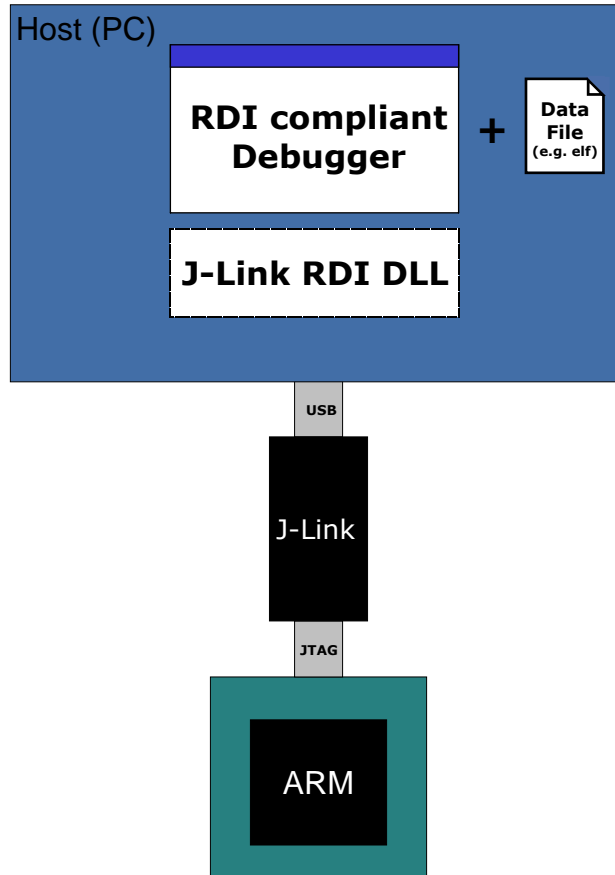 Host (PC)
RDI compliant
Debugger
+
Data
File
(e.g. elf)
J-Link RDI DLL
USB
J-Link
JTAG
ARM